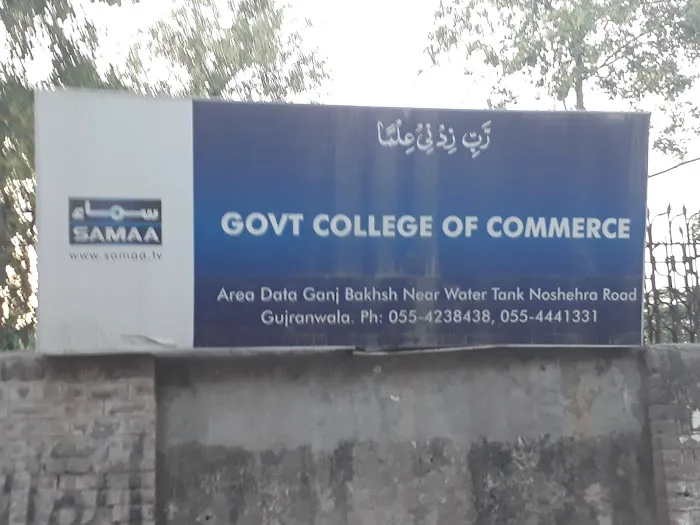 رَّبِّ زِدْنِیْ عِلْمًا
سماء
SAMAA
www.samaa.tv
GOVT COLLEGE OF COMMERCE
Area Data Ganj Bakhsh Near Water Tank Noshehra Road
Gujranwala. Ph: 055-4238438, 055-4441331